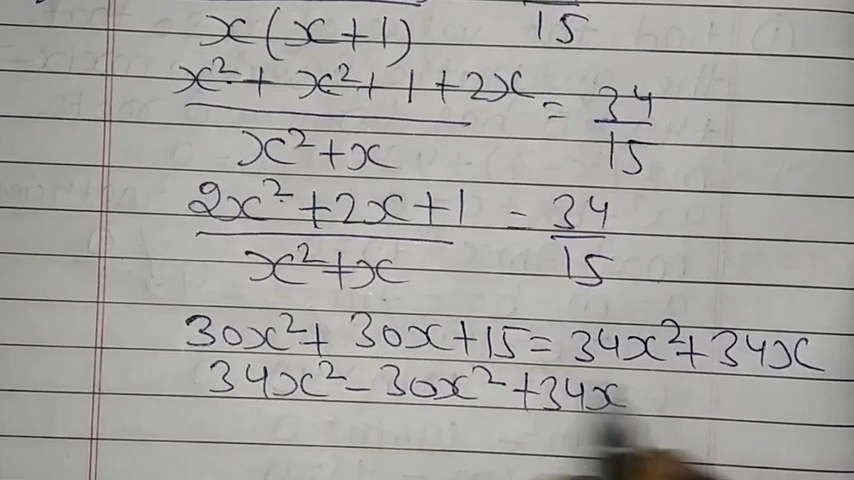 x(x+1) 15
x²+x²+1+2x = 34
x²+x 15
2x²+2x+1 = 34
x²+x 15
30x²+30x+15=34x²+34x
34x²-30x²+34x